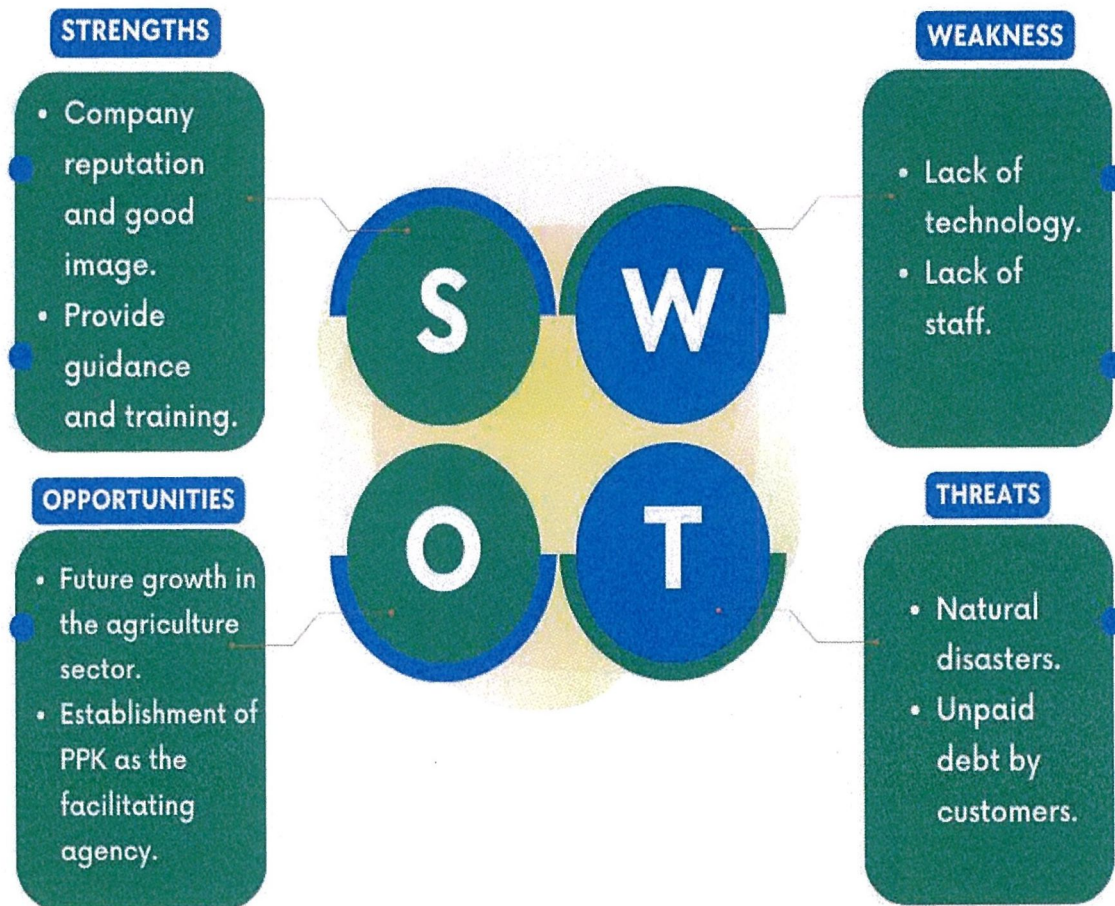 STRENGTHS
• Company
reputation
and good
image.
• Provide
guidance
and training.
WEAKNESS
• Lack of
technology.
• Lack of
staff.
S
W
O
T
OPPORTUNITIES
• Future growth in
the agriculture
sector.
• Establishment of
PPK as the
facilitating
agency.
THREATS
• Natural
disasters.
• Unpaid
debt by
customers.